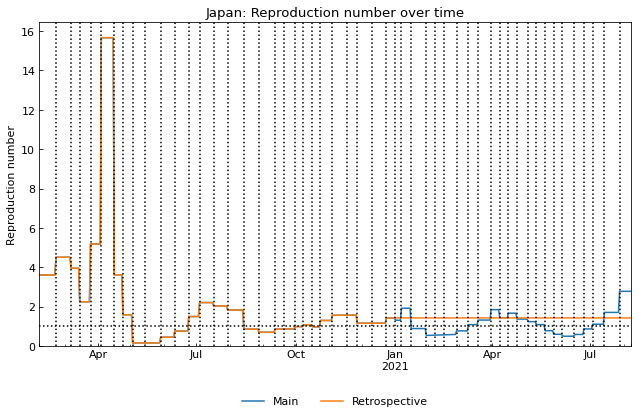 Japan: Reproduction number over time
Reproduction number
16
14
12
10
8
6
4
2
0
Apr
Jul
Oct
Jan
2021
Apr
Jul
Main
Retrospective